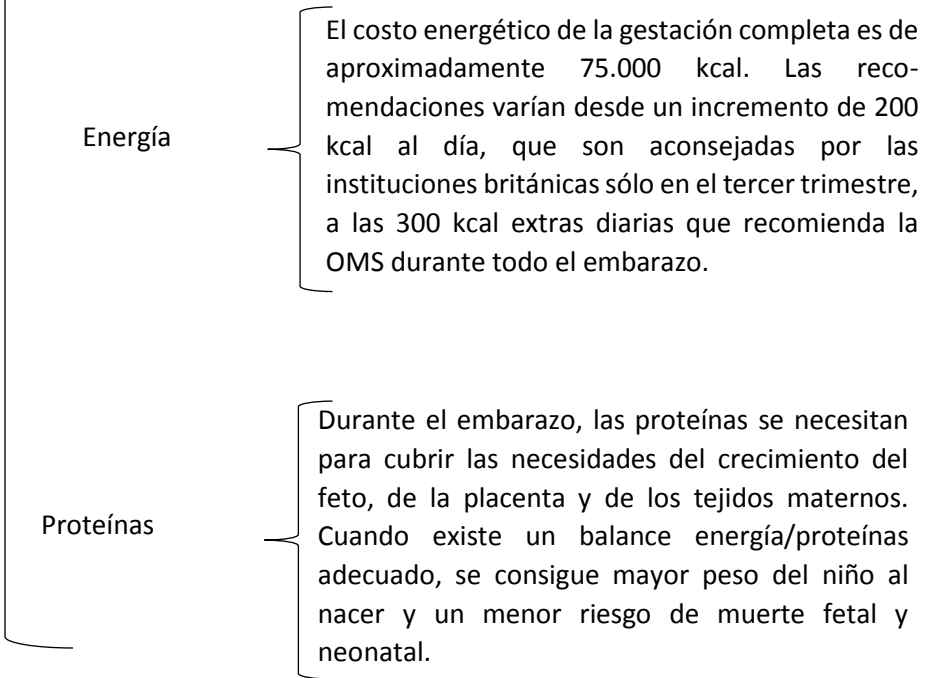 Energía
El costo energético de la gestación completa es de
aproximadamente 75.000 kcal. Las reco-
mendaciones varían desde un incremento de 200
kcal al día, que son aconsejadas por las
instituciones británicas sólo en el tercer trimestre,
a las 300 kcal extras diarias que recomienda la
OMS durante todo el embarazo.
Proteínas
Durante el embarazo, las proteínas se necesitan
para cubrir las necesidades del crecimiento del
feto, de la placenta y de los tejidos maternos.
Cuando existe un balance energía/proteínas
adecuado, se consigue mayor peso del niño al
nacer y un menor riesgo de muerte fetal y
neonatal.